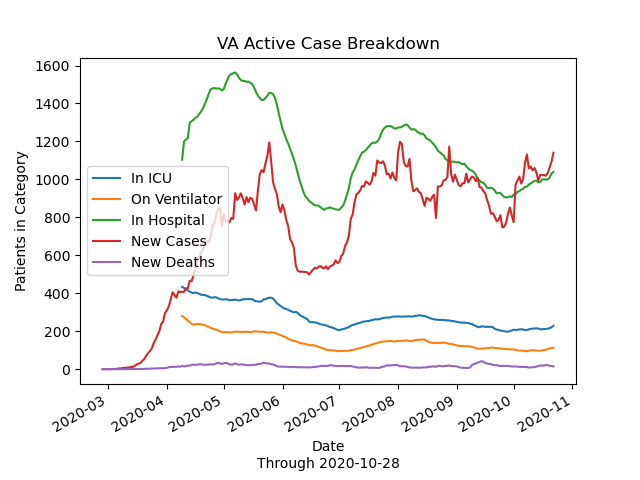 VA Active Case Breakdown
1600
1400
1200
1000
800
600
400
200
0
Patients in Category
In ICU
On Ventilator
In Hospital
New Cases
New Deaths
2020-03
2020-04
2020-05
2020-06
2020-07
2020-08
2020-09
2020-10
2020-11
Date
Through 2020-10-28